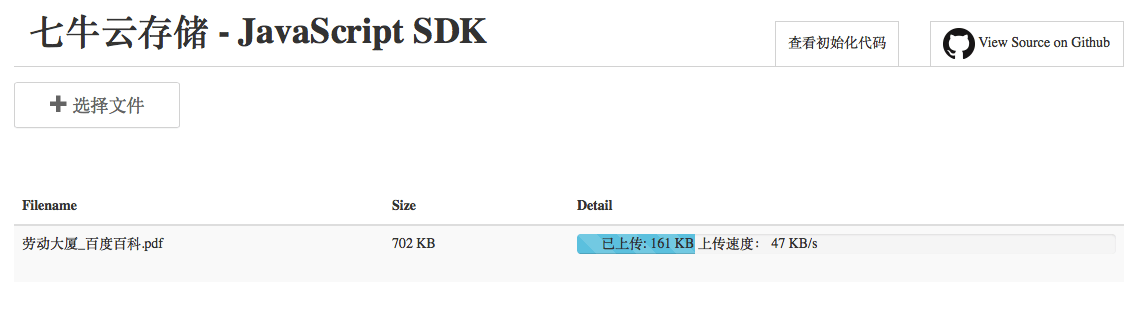 七牛云存储 - JavaScript SDK
查看初始化代码
View Source on Github
选择文件
Filename Size Detail
劳动大厦_百度百科.pdf 702 KB 已上传: 161 KB 上传速度： 47 KB/s